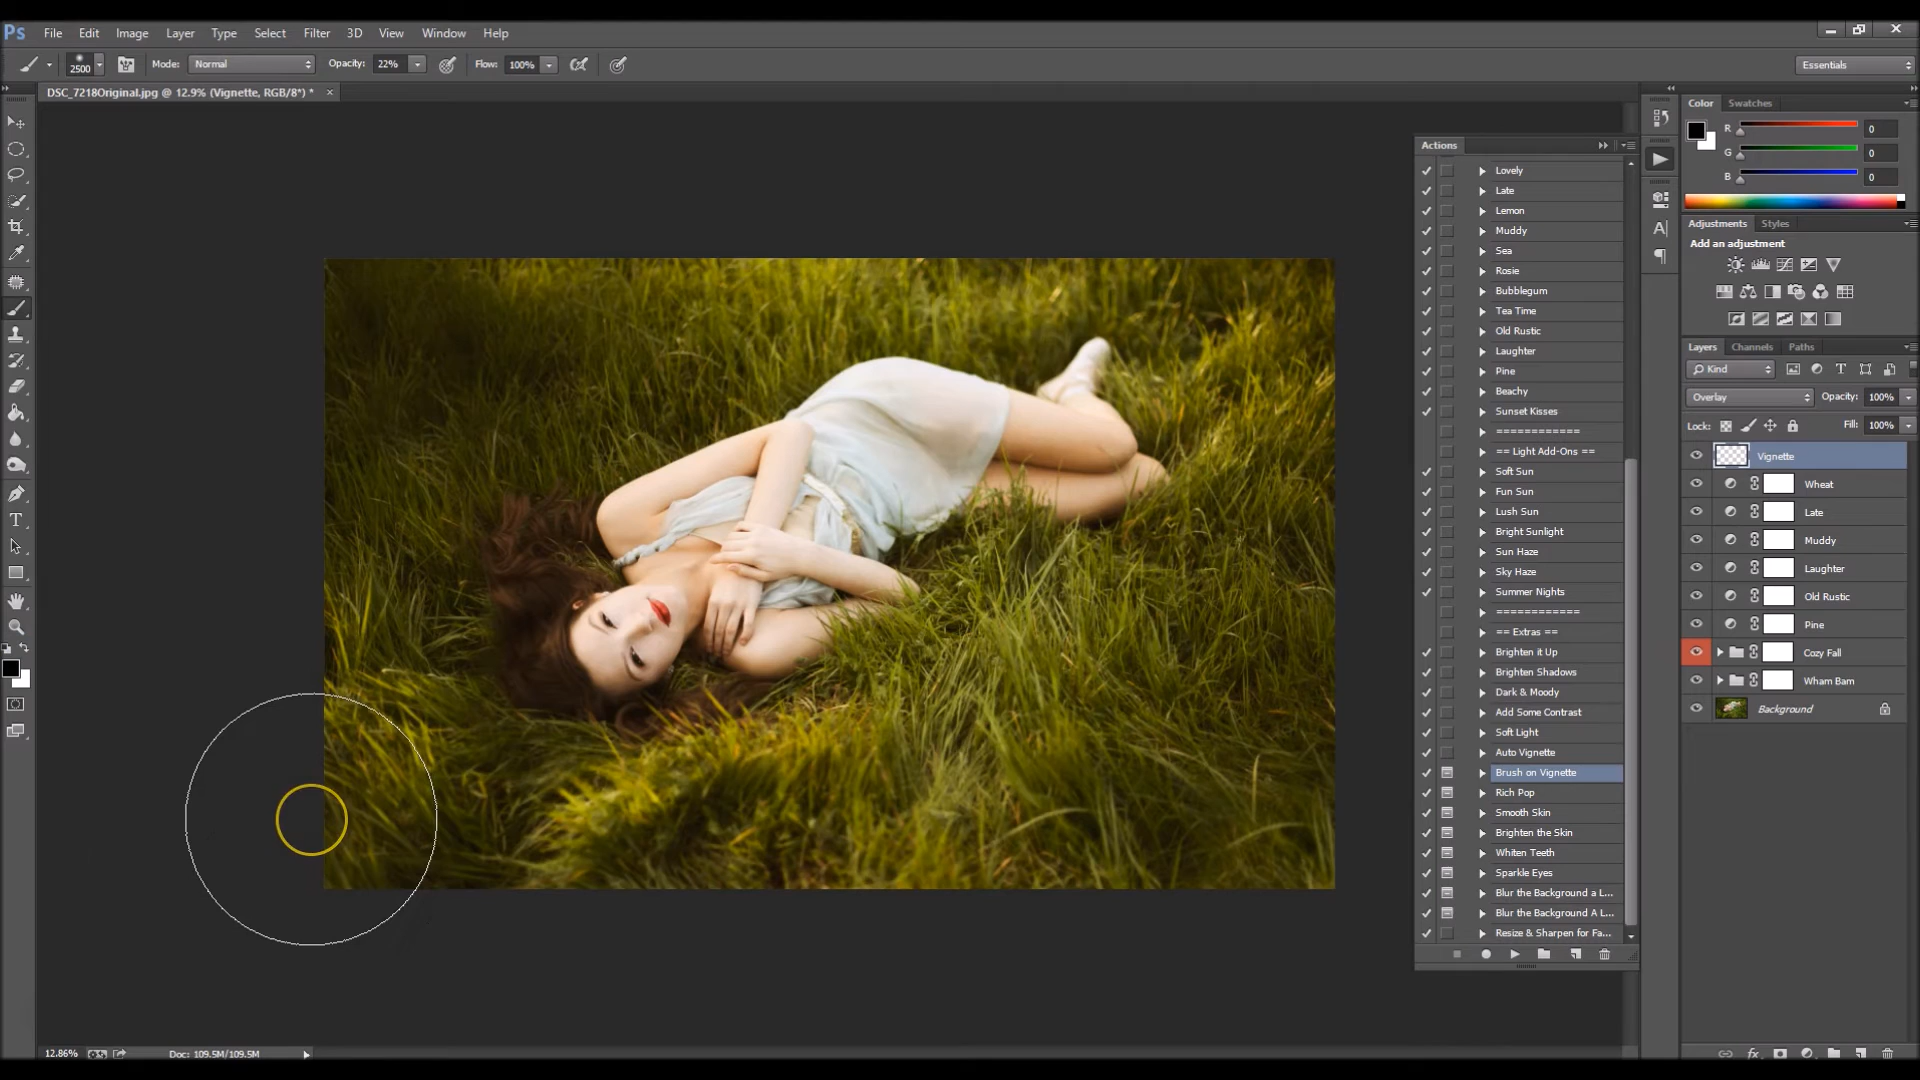 Ps File Edit Image Layer Type Select Filter 3D View Window Help
2500 Mode: Normal Opacity: 22% Flow: 100% Essentials
DSC_7218Original.jpg @ 12.9% (Vignette, RGB/8*) *
Actions
Lovely
Late
Lemon
Muddy
Sea
Rosie
Bubblegum
Tea Time
Old Rustic
Laughter
Pine
Beachy
Sunset Kisses
============
== Light Add-Ons ==
Soft Sun
Fun Sun
Lush Sun
Bright Sunlight
Sun Haze
Sky Haze
Summer Nights
============
== Extras ==
Brighten it Up
Brighten Shadows
Dark & Moody
Add Some Contrast
Soft Light
Auto Vignette
Brush on Vignette
Rich Pop
Smooth Skin
Brighten the Skin
Whiten Teeth
Sparkle Eyes
Blur the Background a L...
Blur the Background A L...
Resize & Sharpen for Fa...
Color Swatches
R 0
G 0
B 0
Adjustments Styles
Add an adjustment
Layers Channels Paths
Kind
Overlay Opacity: 100%
Lock: Fill: 100%
Vignette
Wheat
Late
Muddy
Laughter
Old Rustic
Pine
Cozy Fall
Wham Bam
Background
12.86% Doc: 109.5M/109.5M